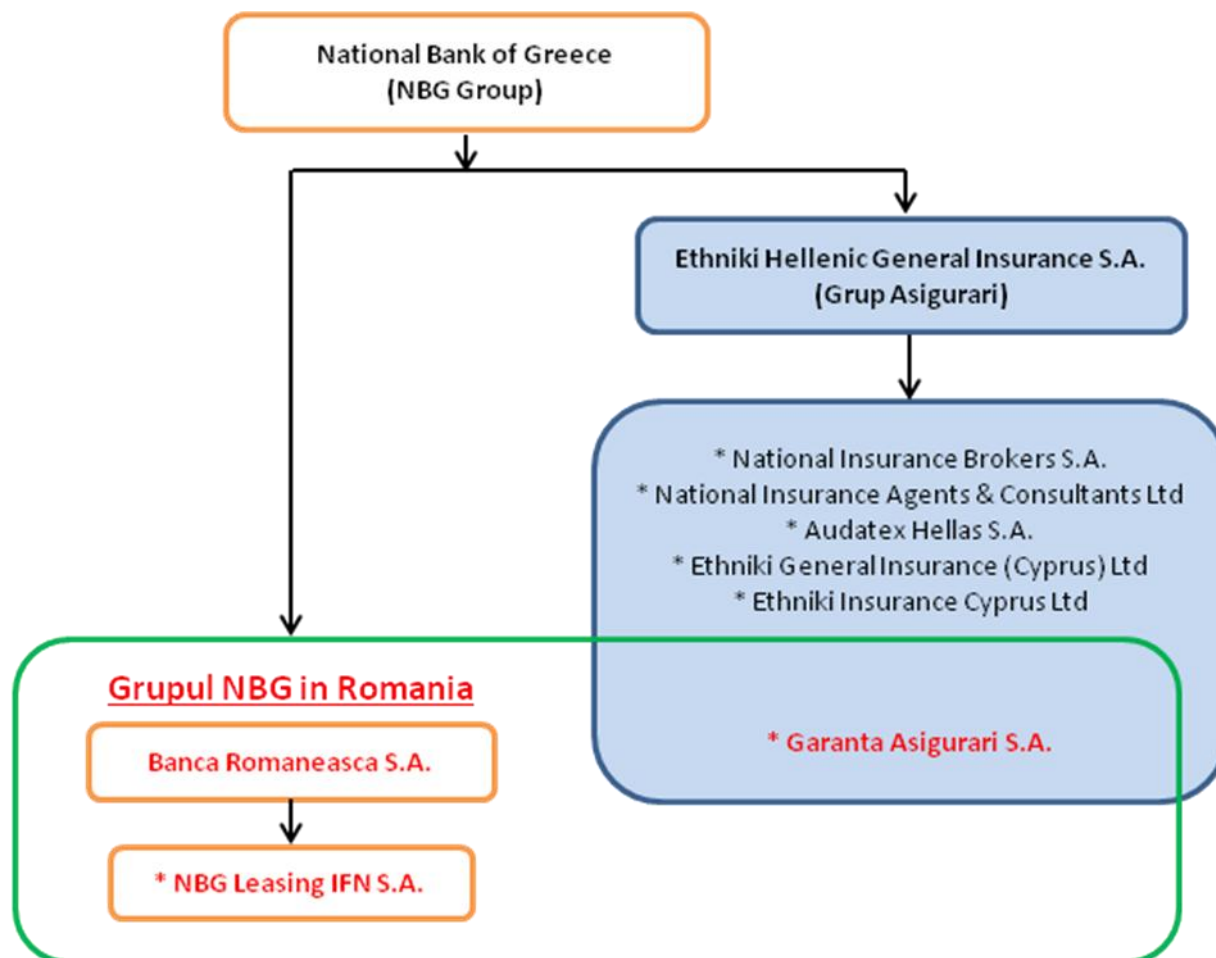 National Bank of Greece
(NBG Group)
Ethniki Hellenic General Insurance S.A.
(Grup Asigurari)
* National Insurance Brokers S.A.
* National Insurance Agents & Consultants Ltd
* Audatex Hellas S.A.
* Ethniki General Insurance (Cyprus) Ltd
* Ethniki Insurance Cyprus Ltd
Grupul NBG in Romania
* Garanta Asigurari S.A.
Banca Romaneasca S.A.
* NBG Leasing IFN S.A.